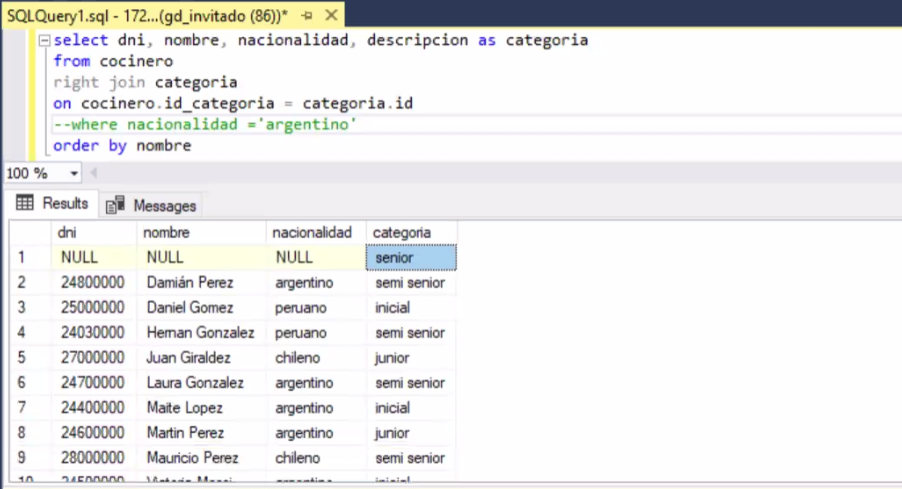 SQLQuery1.sql - 172...(gd_invitado (86))*
select dni, nombre, nacionalidad, descripcion as categoria
from cocinero
right join categoria
on cocinero.id_categoria = categoria.id
--where nacionalidad ='argentino'
order by nombre
100 %
Results Messages
dni nombre nacionalidad categoria
1 NULL NULL NULL senior
2 24800000 Damián Perez argentino semi senior
3 25000000 Daniel Gomez peruano inicial
4 24030000 Hernan Gonzalez peruano semi senior
5 27000000 Juan Giraldez chileno junior
6 24700000 Laura Gonzalez argentino semi senior
7 24400000 Maite Lopez argentino inicial
8 24600000 Martin Perez argentino junior
9 28000000 Mauricio Perez chileno semi senior
10 24500000 argentino inicial